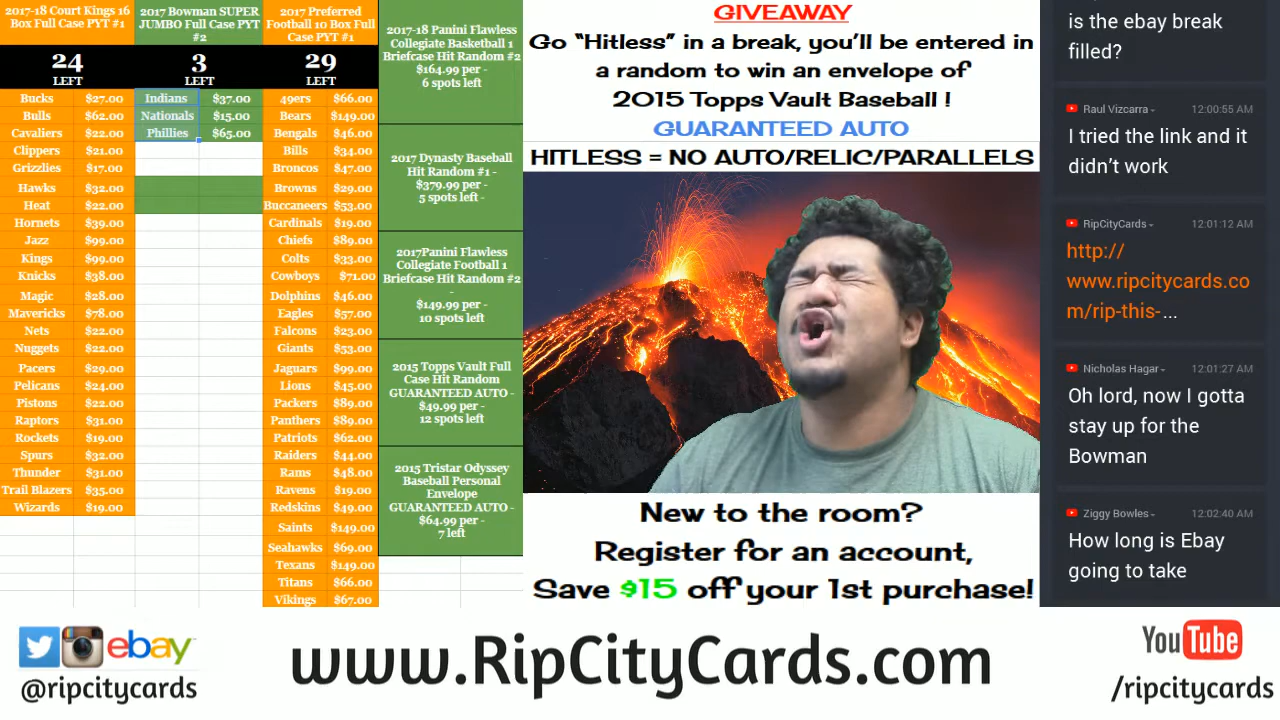 2017-18 Court Kings 16
Box Full Case PYT #1
24
LEFT
Bucks $27.00
Bulls $62.00
Cavaliers $22.00
Clippers $21.00
Grizzlies $17.00
Hawks $32.00
Heat $22.00
Hornets $39.00
Jazz $99.00
Kings $99.00
Knicks $38.00
Magic $28.00
Mavericks $78.00
Nets $22.00
Nuggets $22.00
Pacers $29.00
Pelicans $24.00
Pistons $22.00
Raptors $31.00
Rockets $19.00
Spurs $32.00
Thunder $31.00
Trail Blazers $35.00
Wizards $19.00
2017 Bowman SUPER
JUMBO Full Case PYT
#2
3
LEFT
Indians $37.00
Nationals $15.00
Phillies $65.00
2017 Preferred
Football 10 Box Full
Case PYT #1
29
LEFT
49ers $66.00
Bears $149.00
Bengals $46.00
Bills $34.00
Broncos $47.00
Browns $29.00
Buccaneers $53.00
Cardinals $19.00
Chiefs $89.00
Colts $33.00
Cowboys $71.00
Dolphins $46.00
Eagles $57.00
Falcons $23.00
Giants $53.00
Jaguars $99.00
Lions $45.00
Packers $89.00
Panthers $89.00
Patriots $62.00
Raiders $44.00
Rams $48.00
Ravens $19.00
Redskins $49.00
Saints $149.00
Seahawks $69.00
Texans $149.00
Titans $66.00
Vikings $67.00
2017-18 Panini Flawless
Collegiate Basketball 1
Briefcase Hit Random #2
$164.99 per -
6 spots left
2017 Dynasty Baseball
Hit Random #1 -
$379.99 per -
5 spots left -
2017Panini Flawless
Collegiate Football 1
Briefcase Hit Random #2
-
$149.99 per -
10 spots left
2015 Topps Vault Full
Case Hit Random
GUARANTEED AUTO -
$49.99 per -
12 spots left
2015 Tristar Odyssey
Baseball Personal
Envelope
GUARANTEED AUTO -
$64.99 per -
7 left
GIVEAWAY
Go “Hitless” in a break, you’ll be entered in
a random to win an envelope of
2015 Topps Vault Baseball !
GUARANTEED AUTO
HITLESS = NO AUTO/RELIC/PARALLELS
New to the room?
Register for an account,
Save $15 off your 1st purchase!
is the ebay break
filled?
Raul Vizcarra 12:00:55 AM
I tried the link and it
didn’t work
RipCityCards 12:01:12 AM
http://
www.ripcitycards.co
m/rip-this-...
Nicholas Hagar 12:01:27 AM
Oh lord, now I gotta
stay up for the
Bowman
Ziggy Bowles 12:02:40 AM
How long is Ebay
going to take
ebay
@ripcitycards
www.RipCityCards.com
YouTube
/ripcitycards